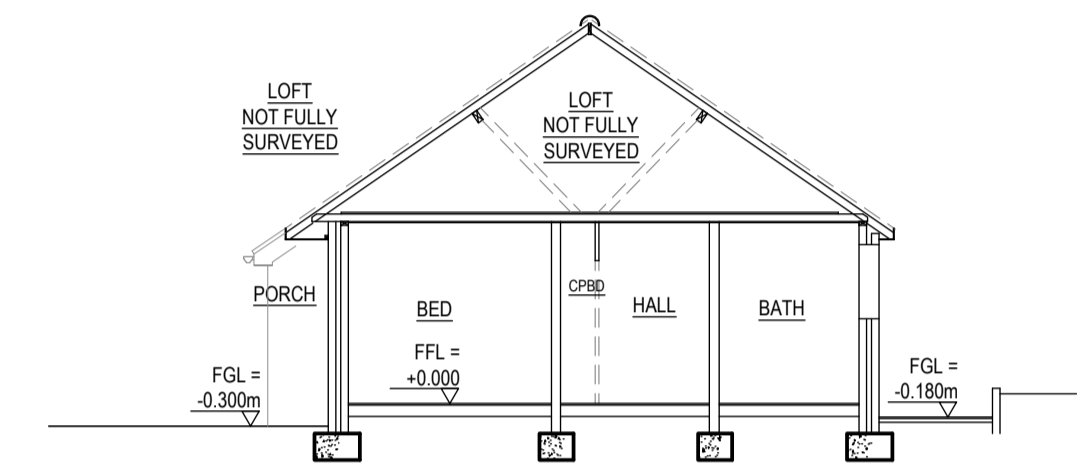 LOFT
NOT FULLY
SURVEYED
LOFT
NOT FULLY
SURVEYED
PORCH
BED
CPBD
HALL
BATH
FFL =
+0.000
FGL =
-0.300m
FGL =
-0.180m